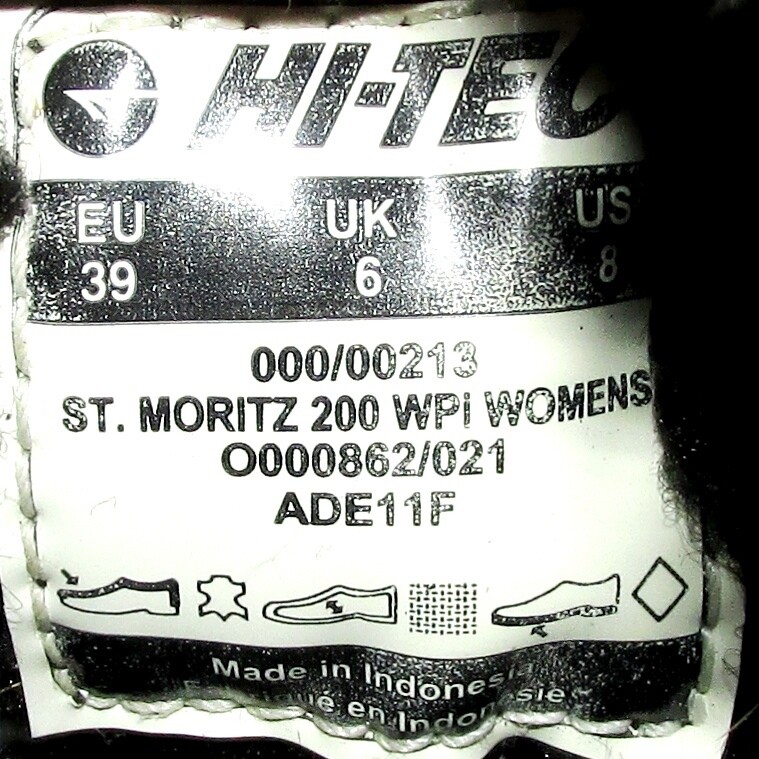 HI-TEC
EU UK US
39 6 8
000/00213
ST. MORITZ 200 WPi WOMENS
O000862/021
ADE11F
Made in Indonesia
en